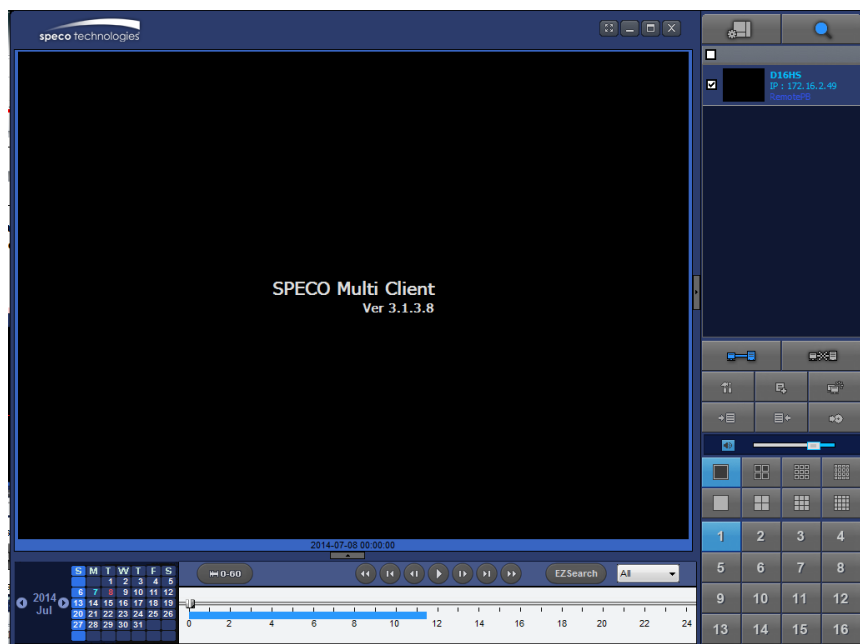 speco technologies
D16HS
IP : 172.16.2.49
RemotePB
SPECO Multi Client
Ver 3.1.3.8
2014-07-08 00:00:00
0-60
EZSearch
All
2014
Jul
S M T W T F S
1 2 3 4 5
6 7 8 9 10 11 12
13 14 15 16 17 18 19
20 21 22 23 24 25 26
27 28 29 30 31
0 2 4 6 8 10 12 14 16 18 20 22 24
1 2 3 4
5 6 7 8
9 10 11 12
13 14 15 16